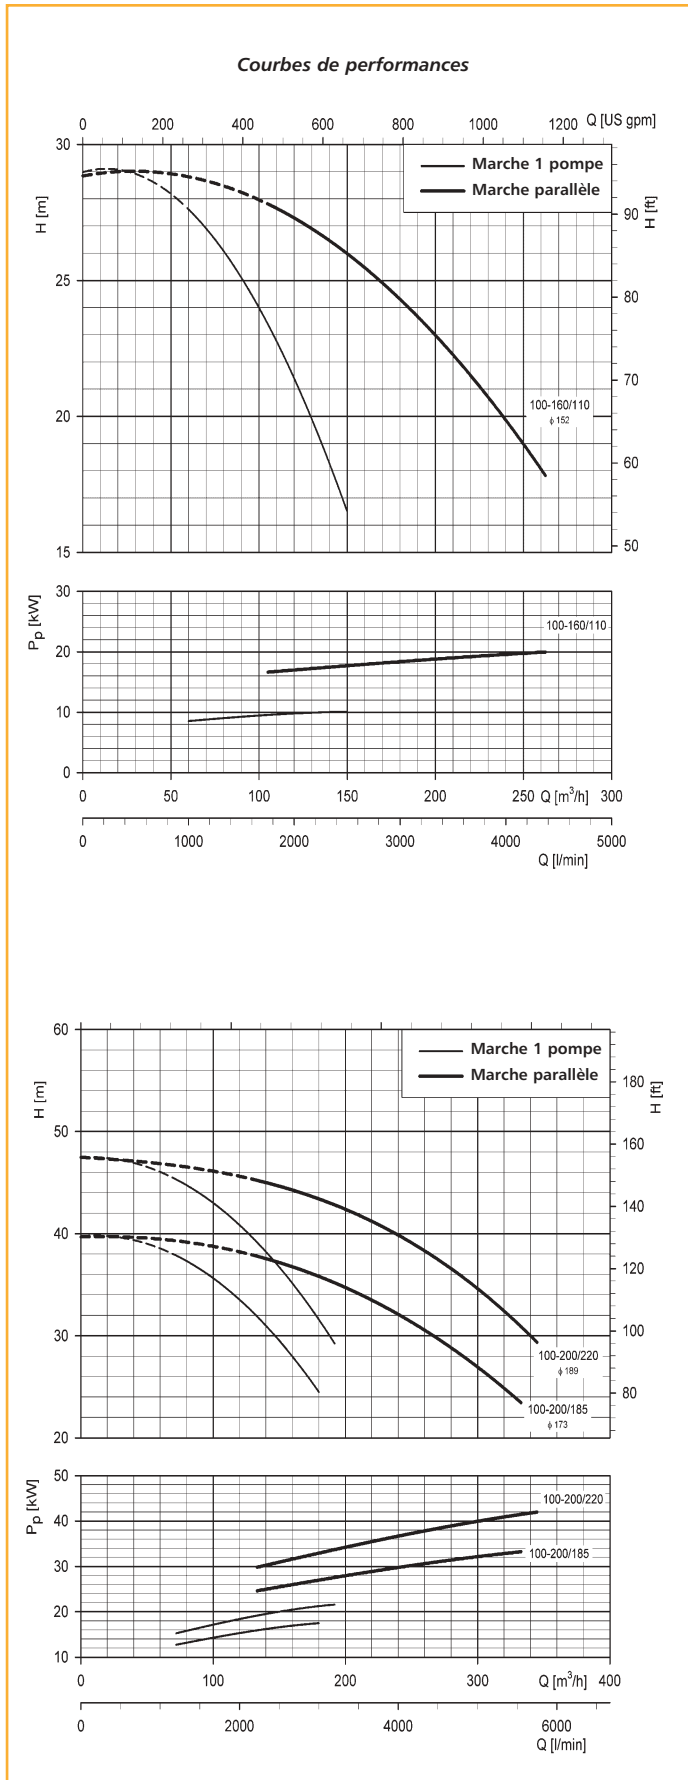 Courbes de performances
0 200 400 600 800 1000 1200 Q [US gpm]
Marche 1 pompe
Marche parallèle
H [m]
30
25
20
15
H [ft]
90
80
70
60
50
100-160/110
ϕ 152
Pp [kW]
30
20
10
0
100-160/110
0 50 100 150 200 250 Q [m³/h] 300
0 1000 2000 3000 4000 5000
Q [l/min]
Marche 1 pompe
Marche parallèle
H [m]
60
50
40
30
20
H [ft]
180
160
140
120
100
80
100-200/220
ϕ 189
100-200/185
ϕ 173
Pp [kW]
50
40
30
20
10
100-200/220
100-200/185
0 100 200 300 Q [m³/h] 400
0 2000 4000 6000
Q [l/min]